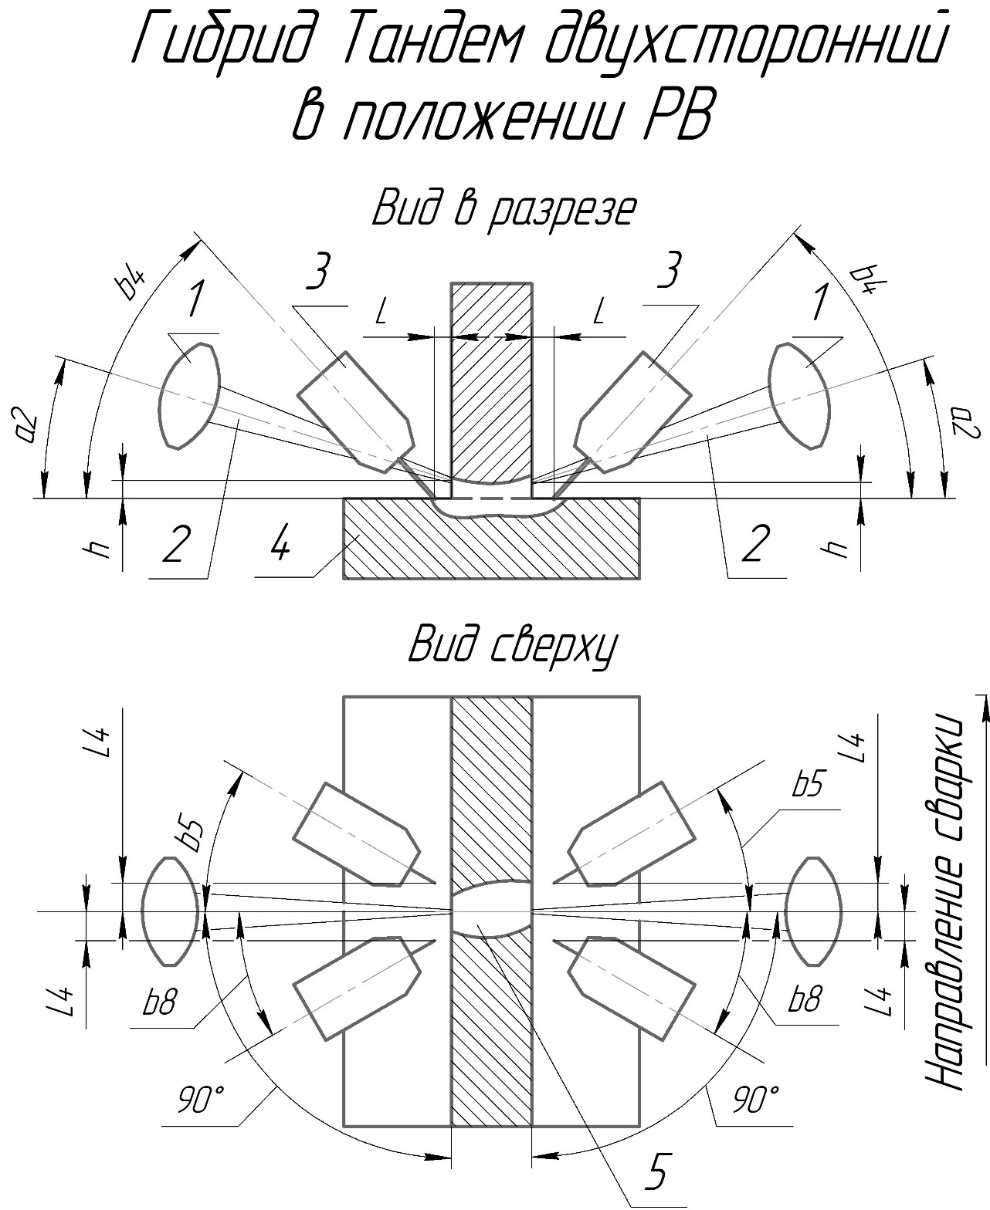 Гибрид Тандем двухсторонний
в положении РВ
Вид в разрезе
b4
1
3
L
L
3
b4
1
a2
a2
h
2
4
2
h
Вид сверху
L4
L4
b5
b5
L4
b8
b8
L4
90°
90°
5
Направление сварки